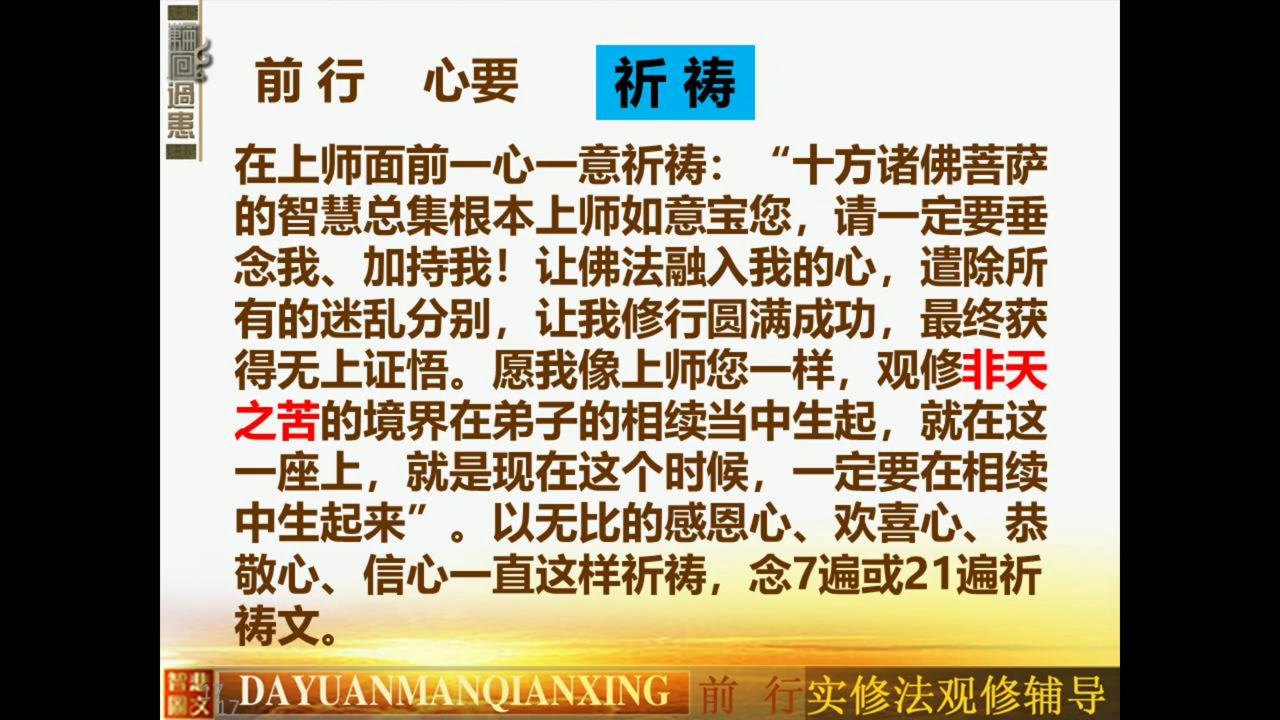 輪回過患
前 行 心要 祈 祷
在上师面前一心一意祈祷：“十方诸佛菩萨
的智慧总集根本上师如意宝您，请一定要垂
念我、加持我！让佛法融入我的心，遣除所
有的迷乱分别，让我修行圆满成功，最终获
得无上证悟。愿我像上师您一样，观修非天
之苦的境界在弟子的相续当中生起，就在这
一座上，就是现在这个时候，一定要在相续
中生起来”。以无比的感恩心、欢喜心、恭
敬心、信心一直这样祈祷，念7遍或21遍祈
祷文。
DAYUANMANQIANXING 前 行 实修法观修辅导
17